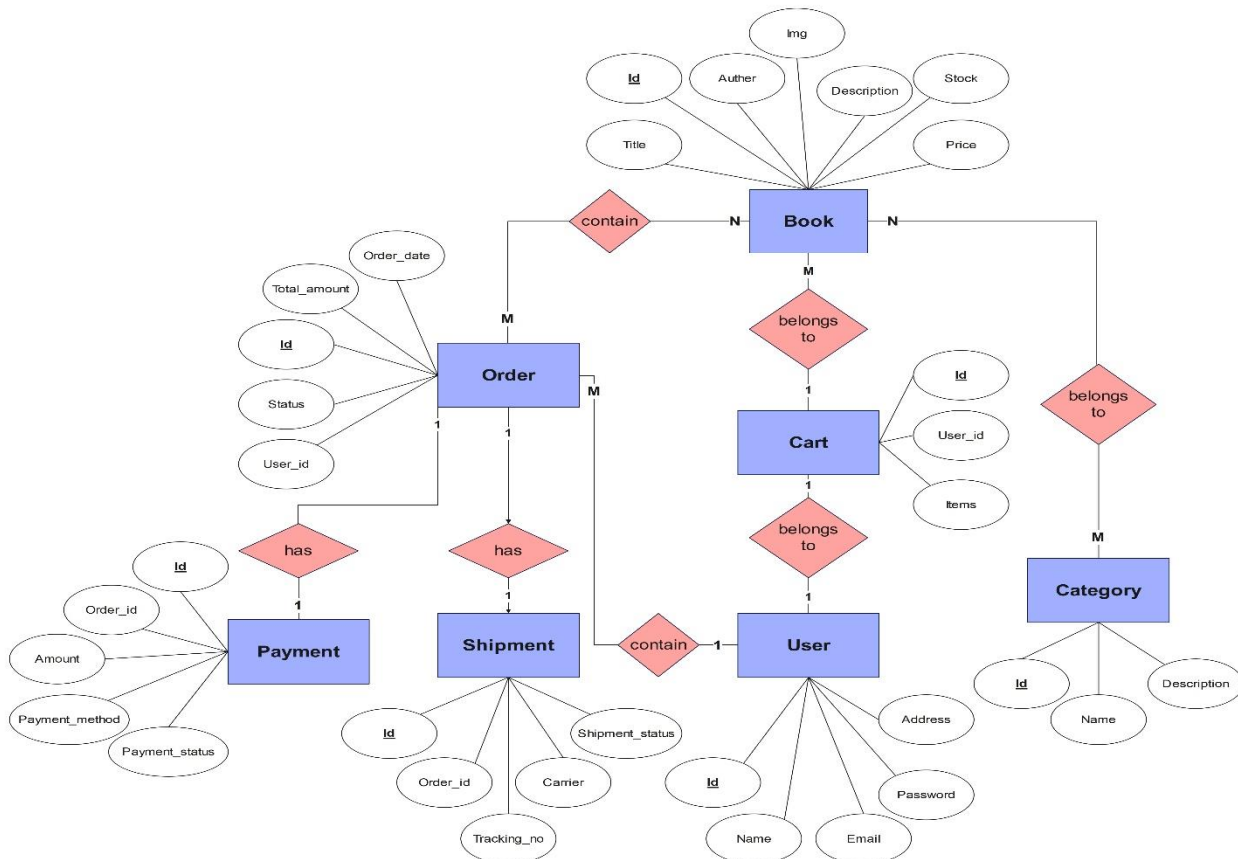 Img
Id
Auther
Description
Stock
Title
Price
contain
N
Book
N
M
Order_date
Total_amount
Id
Status
User_id
M
Order
M
1
1
belongs
to
1
Cart
1
Id
User_id
Items
belongs
to
M
Category
Id
Name
Description
has
1
Payment
Id
Order_id
Amount
Payment_method
Payment_status
has
1
Shipment
Id
Order_id
Tracking_no
Carrier
Shipment_status
contain
1
belongs
to
1
User
Id
Name
Email
Password
Address